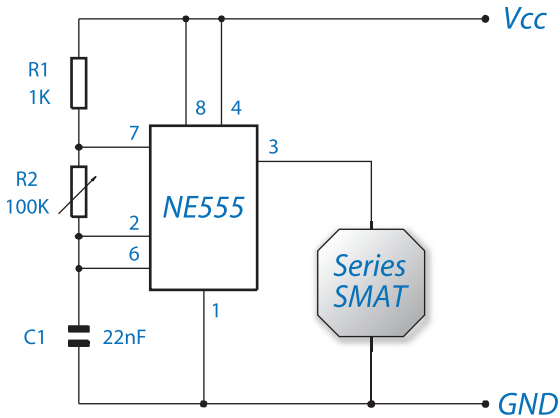 Vcc
R1
1K
8
4
7
3
R2
100K
NE555
2
6
Series
SMAT
1
C1
22nF
GND